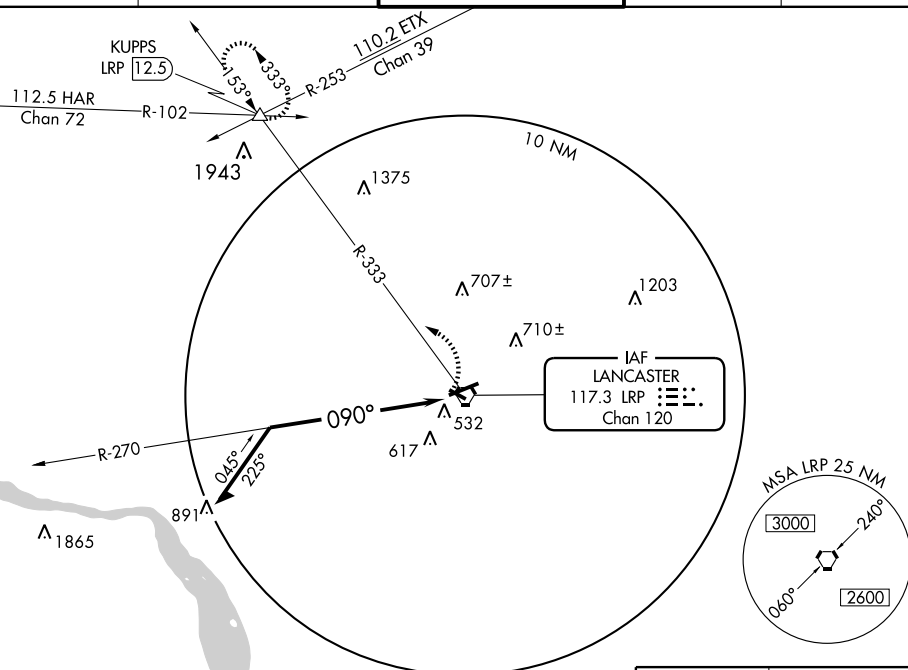 KUPPS
LRP 12.5
153°
333°
110.2 ETX
Chan 39
R-253
112.5 HAR
Chan 72
R-102
1943
10 NM
1375
R-333
707±
1203
710±
IAF
LANCASTER
117.3 LRP
Chan 120
090°
532
617
R-270
045°
225°
891
1865
MSA LRP 25 NM
3000
240°
060°
2600